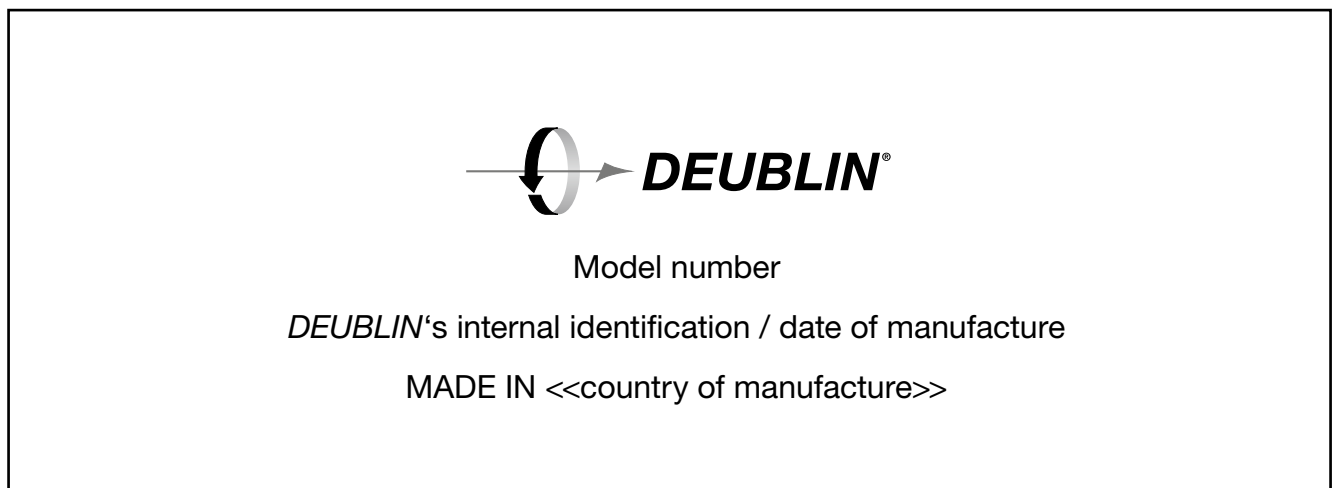 DEUBLIN®
Model number
DEUBLIN‘s internal identification / date of manufacture
MADE IN <<country of manufacture>>